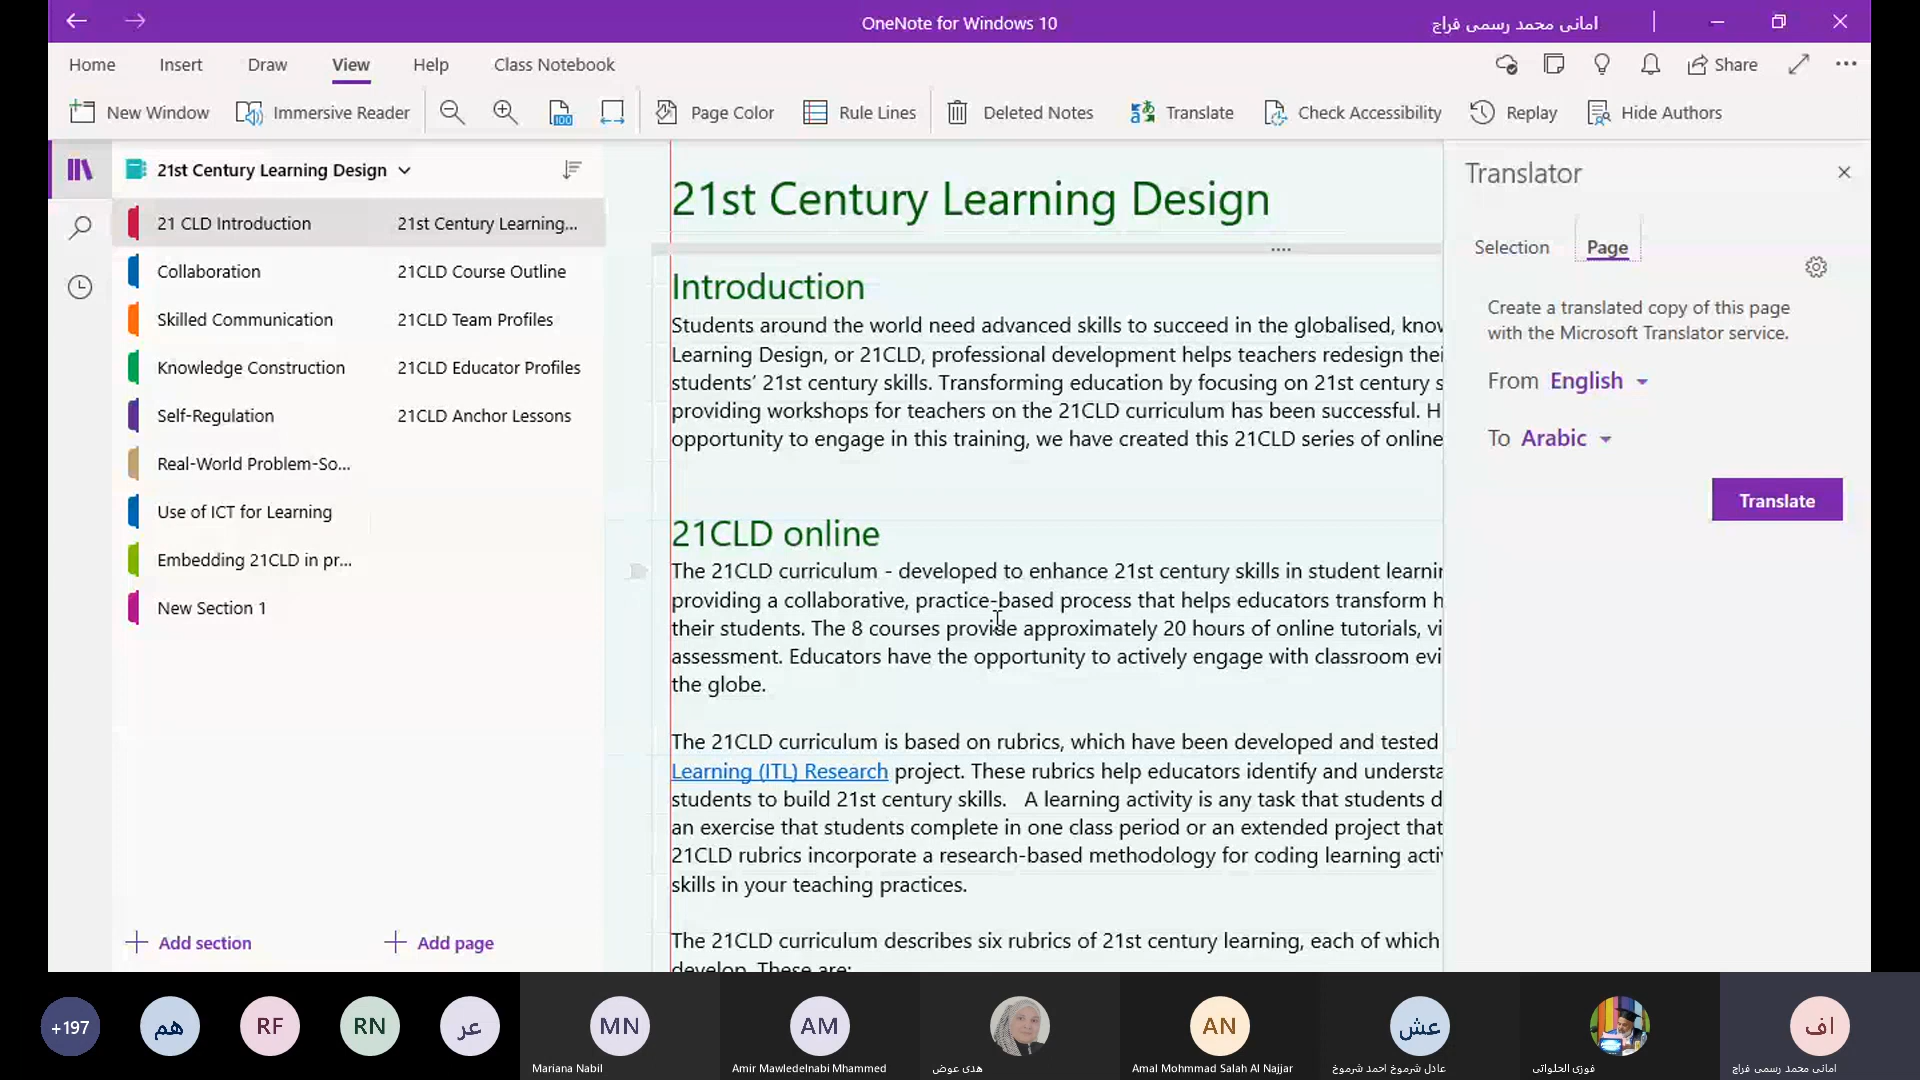 OneNote for Windows 10
اماني محمد رسمي فراج
Home Insert Draw View Help Class Notebook
Share
New Window Immersive Reader 100 Page Color Rule Lines Deleted Notes Translate Check Accessibility Replay Hide Authors
21st Century Learning Design
21 CLD Introduction
Collaboration
Skilled Communication
Knowledge Construction
Self-Regulation
Real-World Problem-So...
Use of ICT for Learning
Embedding 21CLD in pr...
New Section 1
Add section
21st Century Learning...
21CLD Course Outline
21CLD Team Profiles
21CLD Educator Profiles
21CLD Anchor Lessons
Add page
21st Century Learning Design
Introduction
Students around the world need advanced skills to succeed in the globalised, know
Learning Design, or 21CLD, professional development helps teachers redesign thei
students' 21st century skills. Transforming education by focusing on 21st century s
providing workshops for teachers on the 21CLD curriculum has been successful. H
opportunity to engage in this training, we have created this 21CLD series of online
21CLD online
The 21CLD curriculum - developed to enhance 21st century skills in student learnin
providing a collaborative, practice-based process that helps educators transform h
their students. The 8 courses provide approximately 20 hours of online tutorials, vi
assessment. Educators have the opportunity to actively engage with classroom evi
the globe.
The 21CLD curriculum is based on rubrics, which have been developed and tested
Learning (ITL) Research project. These rubrics help educators identify and understa
students to build 21st century skills. A learning activity is any task that students d
an exercise that students complete in one class period or an extended project that
21CLD rubrics incorporate a research-based methodology for coding learning activ
skills in your teaching practices.
The 21CLD curriculum describes six rubrics of 21st century learning, each of which
develop. These are:
Translator
Selection Page
Create a translated copy of this page
with the Microsoft Translator service.
From English
To Arabic
Translate
+197 هم RF RN عر MN AM AN عش اف
Mariana Nabil
Amir Mawledelnabi Mhammed
هدى عوض
Amal Mohmmad Salah Al Najjar
عادل شرموخ احمد شرموخ
فوزى الحلوانى
اماني محمد رسمي فراج